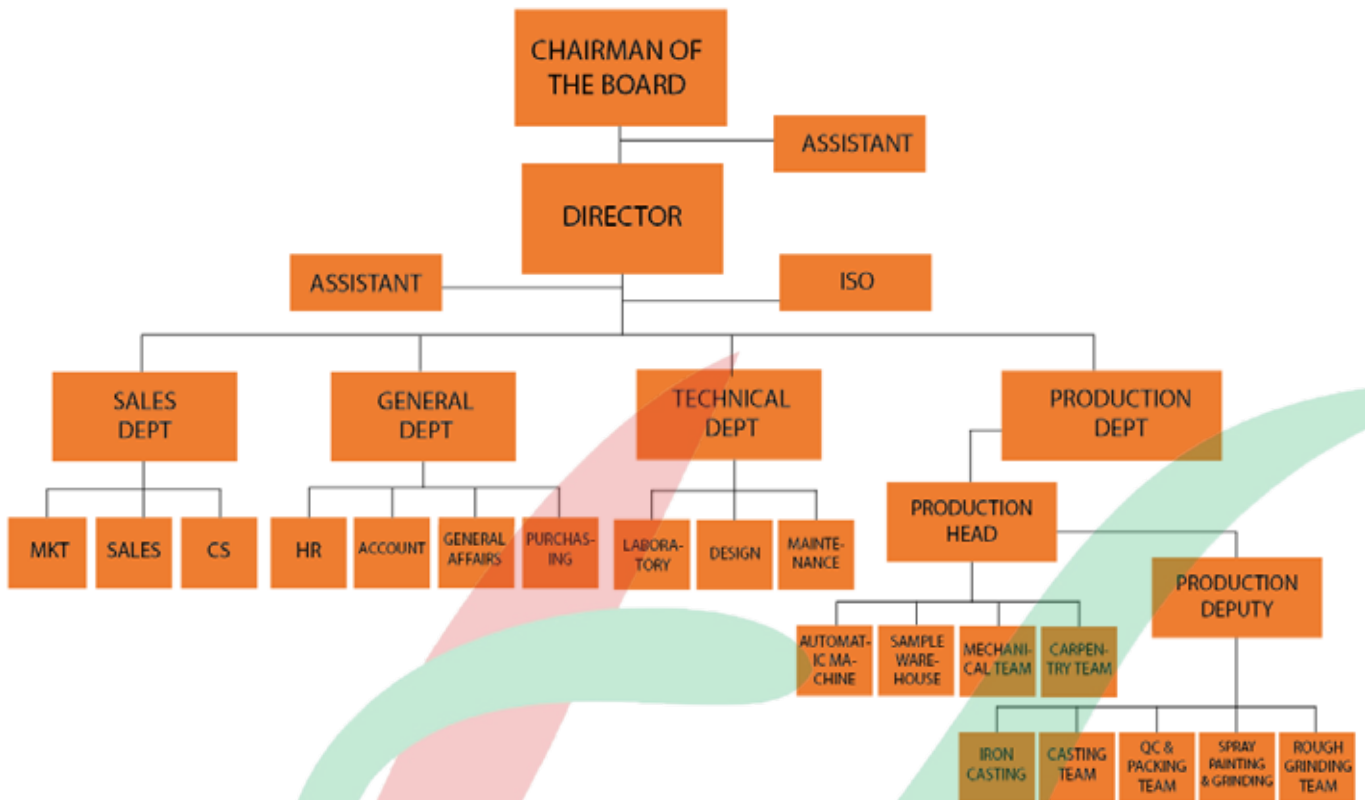 CHAIRMAN OF
THE BOARD
ASSISTANT
DIRECTOR
ASSISTANT
ISO
SALES
DEPT
GENERAL
DEPT
TECHNICAL
DEPT
PRODUCTION
DEPT
PRODUCTION
HEAD
MKT
SALES
CS
HR
ACCOUNT
GENERAL
AFFAIRS
PURCHAS-
ING
LABORA-
TORY
DESIGN
MAINTE-
NANCE
PRODUCTION
DEPUTY
AUTOMAT-
IC MA-
CHINE
SAMPLE
WARE-
HOUSE
MECHANI-
CAL TEAM
CARPEN-
TRY TEAM
IRON
CASTING
CASTING
TEAM
QC &
PACKING
TEAM
SPRAY
PAINTING
& GRINDING
ROUGH
GRINDING
TEAM